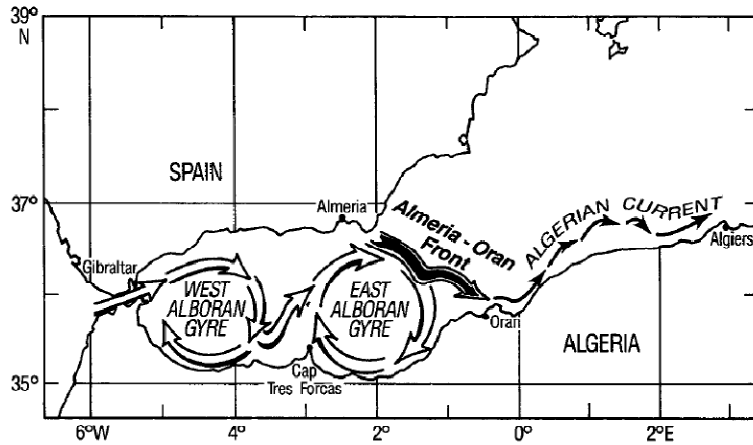 39°
N
SPAIN
37°
Almeria
Almeria - Oran
Front
ALGERIAN CURRENT
Algiers
Gibraltar
WEST
ALBORAN
GYRE
EAST
ALBORAN
GYRE
Oran
ALGERIA
35°
Cap
Tres Forcas
6°W
4°
2°
0°
2°E